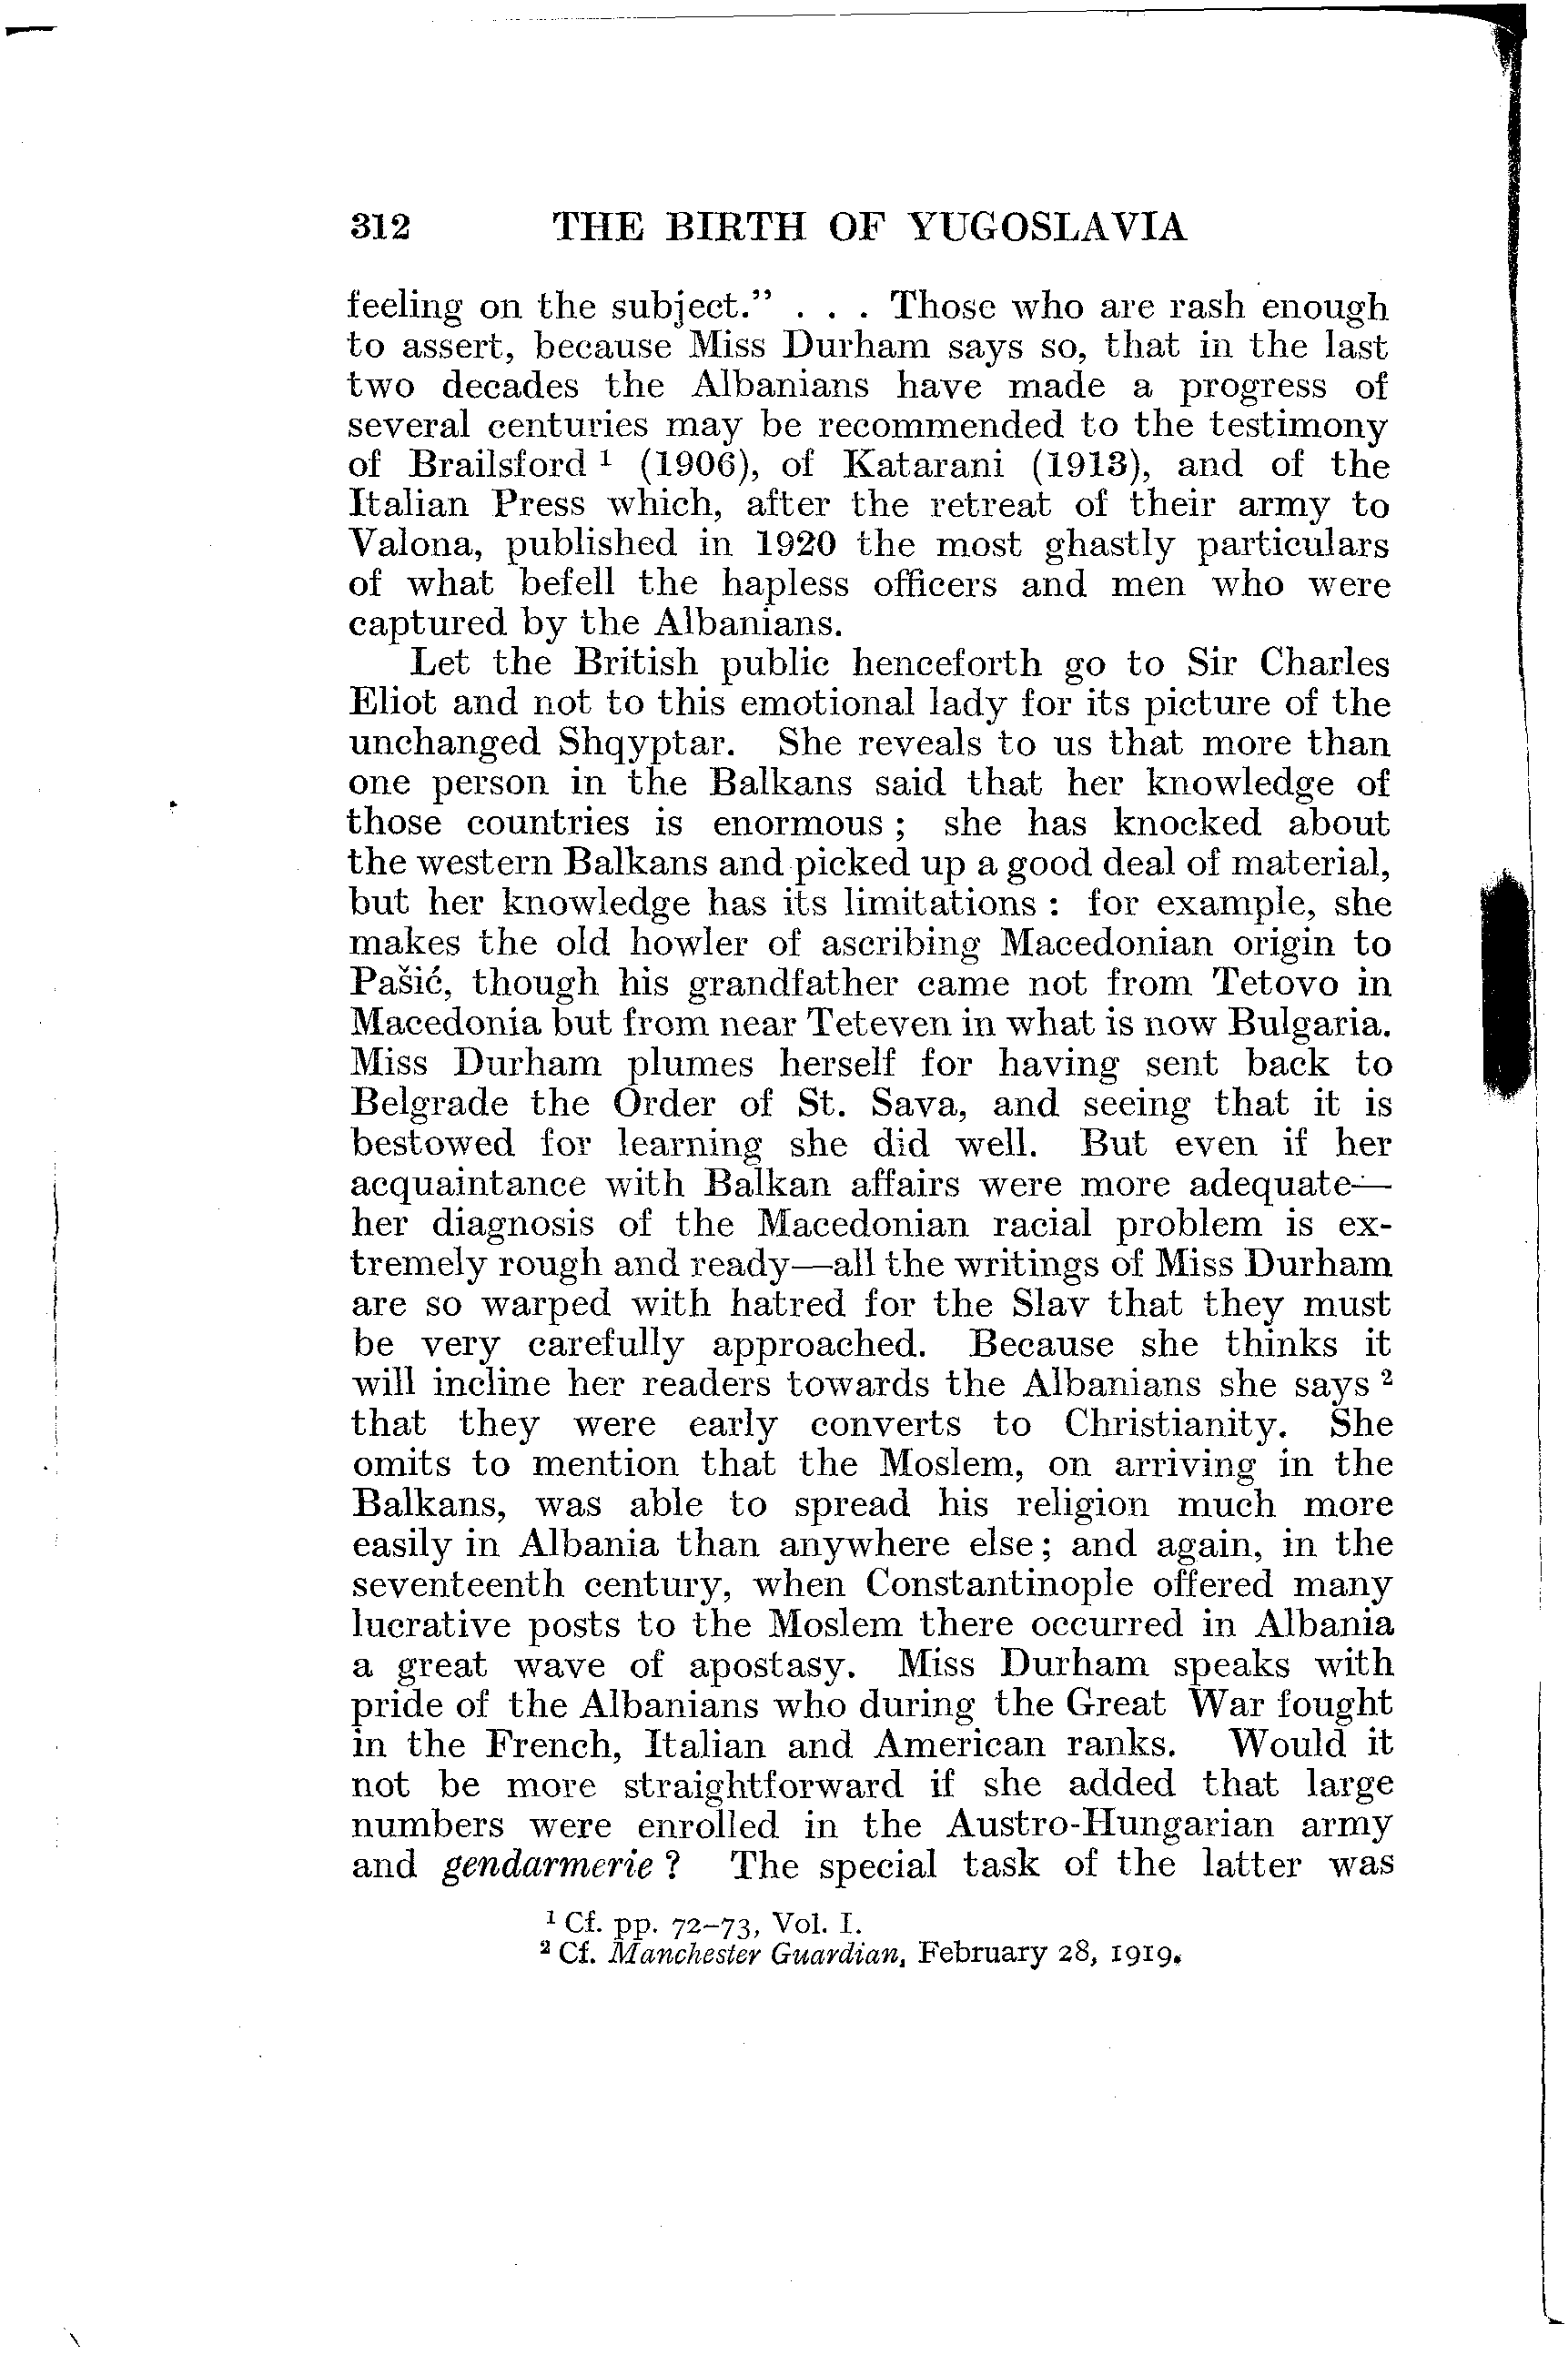 312 THE BIRTH OF YUGOSLAVIA
feeling on the subject." . . . Those who are rash enough
to assert, because Miss Durham says so, that in the last
two decades the Albanians have made a progress of
several centuries may be recommended to the testimony
of Brailsford ¹ (1906), of Katarani (1913), and of the
Italian Press which, after the retreat of their army to
Valona, published in 1920 the most ghastly particulars
of what befell the hapless officers and men who were
captured by the Albanians.
Let the British public henceforth go to Sir Charles
Eliot and not to this emotional lady for its picture of the
unchanged Shqyptar. She reveals to us that more than
one person in the Balkans said that her knowledge of
those countries is enormous ; she has knocked about
the western Balkans and picked up a good deal of material,
but her knowledge has its limitations : for example, she
makes the old howler of ascribing Macedonian origin to
Pašić, though his grandfather came not from Tetovo in
Macedonia but from near Teteven in what is now Bulgaria.
Miss Durham plumes herself for having sent back to
Belgrade the Order of St. Sava, and seeing that it is
bestowed for learning she did well. But even if her
acquaintance with Balkan affairs were more adequate—
her diagnosis of the Macedonian racial problem is ex-
tremely rough and ready—all the writings of Miss Durham
are so warped with hatred for the Slav that they must
be very carefully approached. Because she thinks it
will incline her readers towards the Albanians she says ²
that they were early converts to Christianity. She
omits to mention that the Moslem, on arriving in the
Balkans, was able to spread his religion much more
easily in Albania than anywhere else ; and again, in the
seventeenth century, when Constantinople offered many
lucrative posts to the Moslem there occurred in Albania
a great wave of apostasy. Miss Durham speaks with
pride of the Albanians who during the Great War fought
in the French, Italian and American ranks. Would it
not be more straightforward if she added that large
numbers were enrolled in the Austro-Hungarian army
and gendarmerie ? The special task of the latter was
¹ Cf. pp. 72–73, Vol. I.
² Cf. Manchester Guardian, February 28, 1919.